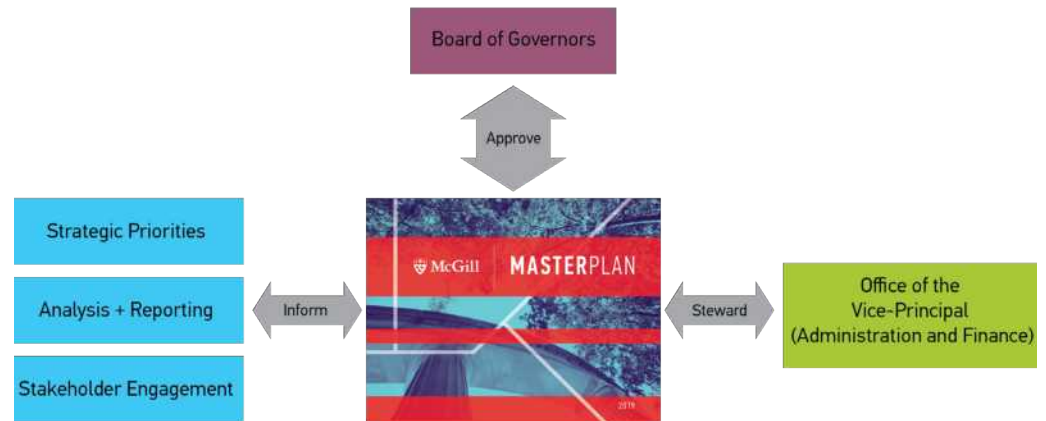 Board of Governors
Approve
Strategic Priorities
Analysis + Reporting
Stakeholder Engagement
Inform
McGill
MASTERPLAN
2019
Steward
Office of the
Vice-Principal
(Administration and Finance)